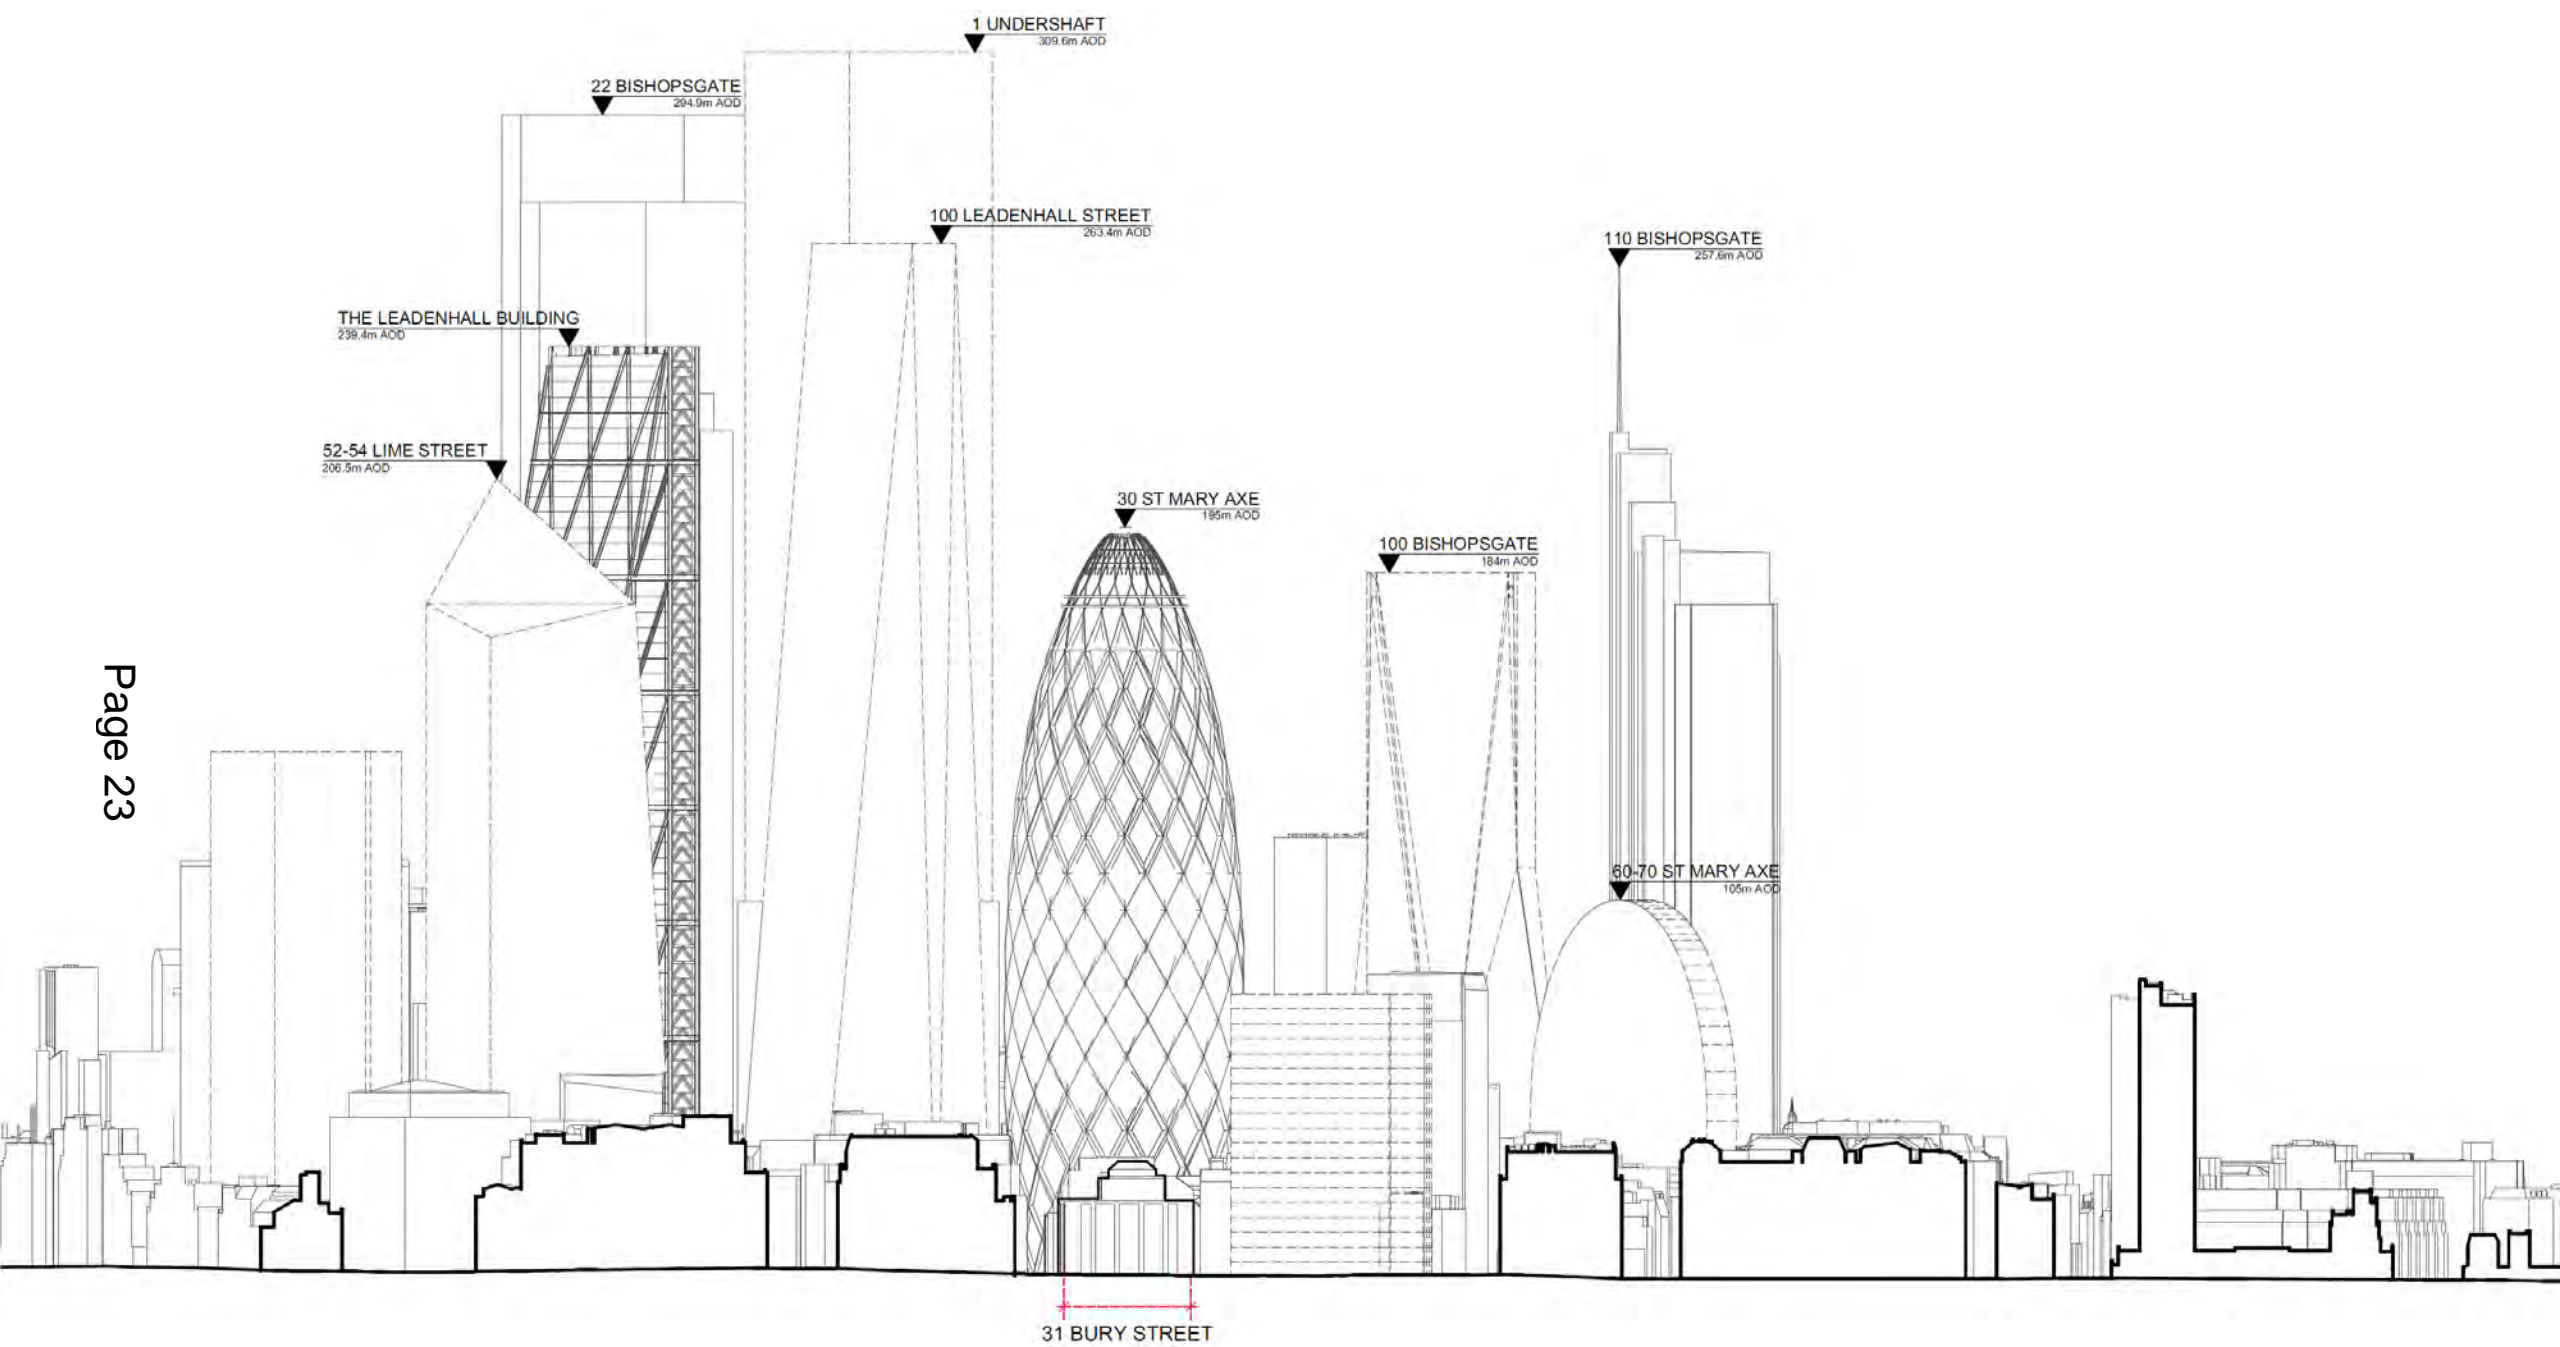 1 UNDERSHAFT
309.6m AOD
22 BISHOPSGATE
294.9m AOD
100 LEADENHALL STREET
263.4m AOD
110 BISHOPSGATE
257.6m AOD
THE LEADENHALL BUILDING
239.4m AOD
52-54 LIME STREET
206.5m AOD
30 ST MARY AXE
195m AOD
100 BISHOPSGATE
184m AOD
Page 23
60-70 ST MARY AXE
105m AOD
31 BURY STREET